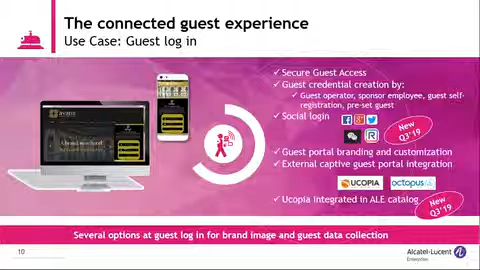 The connected guest experience
Use Case: Guest log in
✓ Secure Guest Access
✓ Guest credential creation by:
✓ Guest operator, sponsor employee, guest self-
registration, pre-set guest
✓ Social login
New
Q3'19
✓ Guest portal branding and customization
✓ External captive guest portal integration
UCOPIA
octopus
✓ Ucopia integrated in ALE catalog
New
Q3'19
Several options at guest log in for brand image and guest data collection
10
Alcatel·Lucent
Enterprise